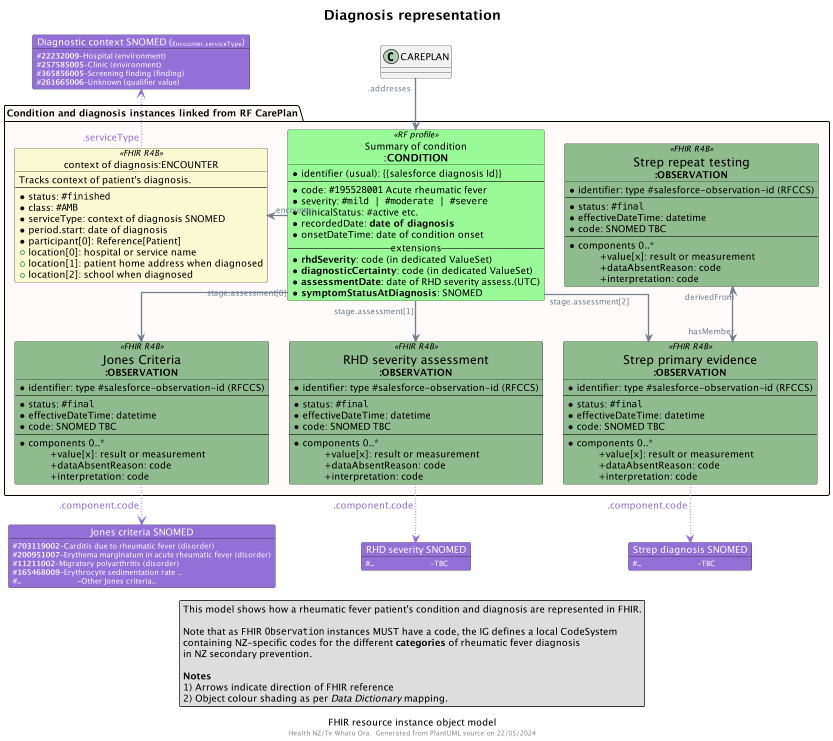 Diagnosis representation
Diagnostic context SNOMED (Encounter.serviceType)
#22232009-Hospital (environment)
#257585005-Clinic (environment)
#365856005-Screening finding (finding)
#261665006-Unknown (qualifier value)
C CAREPLAN
.addresses
Condition and diagnosis instances linked from RF CarePlan
.serviceType
«FHIR R4B»
context of diagnosis:ENCOUNTER
Tracks context of patient's diagnosis.
status: #finished
class: #AMB
serviceType: context of diagnosis SNOMED
period.start: date of diagnosis
participant[0]: Reference[Patient]
location[0]: hospital or service name
location[1]: patient home address when diagnosed
location[2]: school when diagnosed
«RF profile»
Summary of condition
:CONDITION
identifier (usual): {{salesforce diagnosis Id}}
code: #195528001 Acute rheumatic fever
severity: #mild | #moderate | #severe
clinicalStatus: #active etc.
recordedDate: date of diagnosis
onsetDateTime: date of condition onset
extensions
rhdSeverity: code (in dedicated ValueSet)
diagnosticCertainty: code (in dedicated ValueSet)
assessmentDate: date of RHD severity assess.(UTC)
symptomStatusAtDiagnosis: SNOMED
«FHIR R4B»
Strep repeat testing
:OBSERVATION
identifier: type #salesforce-observation-id (RFCCS)
status: #final
effectiveDateTime: datetime
code: SNOMED TBC
components 0..*
+value[x]: result or measurement
+dataAbsentReason: code
+interpretation: code
stage.assessment[0]
stage.assessment[1]
stage.assessment[2]
derivedFrom
hasMember
«FHIR R4B»
Jones Criteria
:OBSERVATION
identifier: type #salesforce-observation-id (RFCCS)
status: #final
effectiveDateTime: datetime
code: SNOMED TBC
components 0..*
+value[x]: result or measurement
+dataAbsentReason: code
+interpretation: code
«FHIR R4B»
RHD severity assessment
:OBSERVATION
identifier: type #salesforce-observation-id (RFCCS)
status: #final
effectiveDateTime: datetime
code: SNOMED TBC
components 0..*
+value[x]: result or measurement
+dataAbsentReason: code
+interpretation: code
«FHIR R4B»
Strep primary evidence
:OBSERVATION
identifier: type #salesforce-observation-id (RFCCS)
status: #final
effectiveDateTime: datetime
code: SNOMED TBC
components 0..*
+value[x]: result or measurement
+dataAbsentReason: code
+interpretation: code
.component.code
.component.code
.component.code
Jones criteria SNOMED
#703119002-Carditis due to rheumatic fever (disorder)
#200951007-Erythema marginatum in acute rheumatic fever (disorder)
#11211002-Migratory polyarthritis (disorder)
#165468009-Erythrocyte sedimentation rate ..
#.. -Other Jones criteria..
RHD severity SNOMED
#.. -TBC
Strep diagnosis SNOMED
#.. -TBC
This model shows how a rheumatic fever patient's condition and diagnosis are represented in FHIR.
Note that as FHIR Observation instances MUST have a code, the IG defines a local CodeSystem
containing NZ-specific codes for the different categories of rheumatic fever diagnosis
in NZ secondary prevention.
Notes
1) Arrows indicate direction of FHIR reference
2) Object colour shading as per Data Dictionary mapping.
FHIR resource instance object model
Health NZ/Te Whatu Ora. Generated from PlantUML source on 22/05/2024